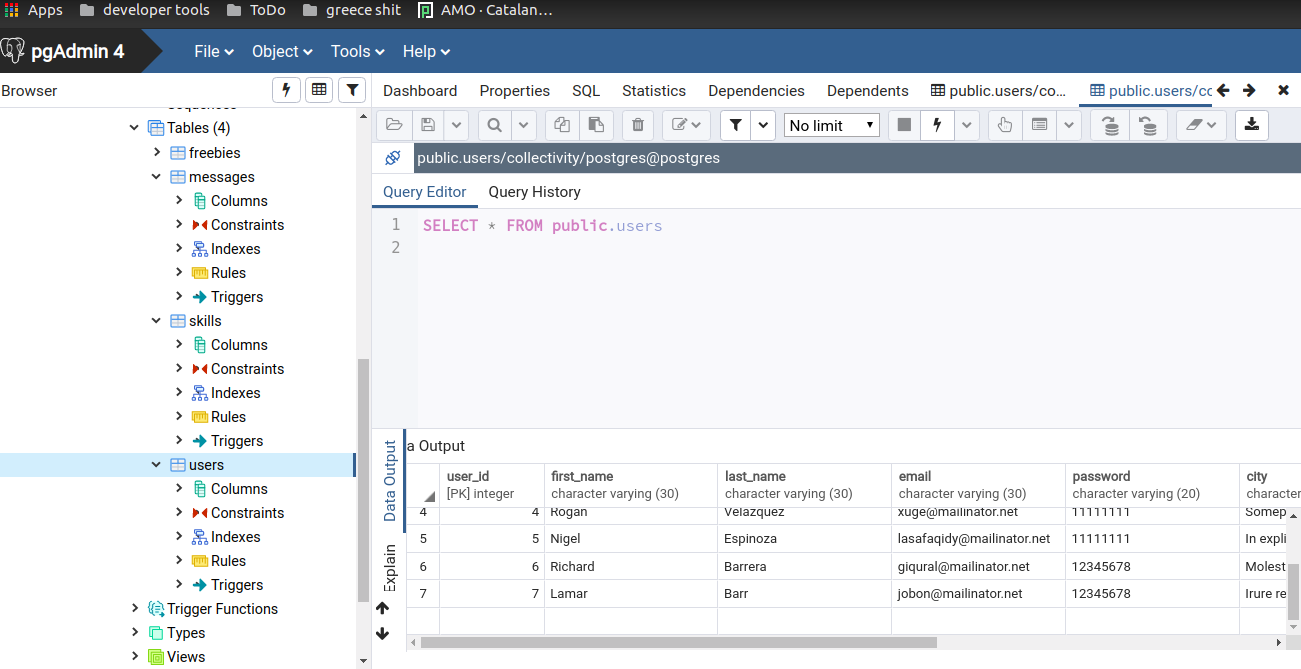 Apps developer tools ToDo greece shit AMO · Catalan…
pgAdmin 4 File Object Tools Help
Browser
Dashboard Properties SQL Statistics Dependencies Dependents public.users/co... public.users/cc
Sequences
Tables (4)
freebies
messages
Columns
Constraints
Indexes
Rules
Triggers
skills
Columns
Constraints
Indexes
Rules
Triggers
users
Columns
Constraints
Indexes
Rules
Triggers
Trigger Functions
Types
Views
No limit
public.users/collectivity/postgres@postgres
Query Editor Query History
1 SELECT * FROM public.users
2
Data Output
Explain
a Output
user_id first_name last_name email password city
[PK] integer character varying (30) character varying (30) character varying (30) character varying (20) character
4 4 Rogan Velazquez xuge@mailinator.net 11111111 Somep
5 5 Nigel Espinoza lasafaqidy@mailinator.net 11111111 In expli
6 6 Richard Barrera giqural@mailinator.net 12345678 Molest
7 7 Lamar Barr jobon@mailinator.net 12345678 Irure re